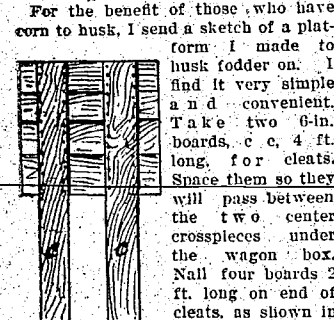 For the benefit of those who have
corn to husk, I send a sketch of a plat-
form I made to
husk fodder on. I
find it very simple
and convenient.
Take two 6-in.
boards, c c, 4 ft.
long, for cleats.
Space them so they
will pass between
the two center
crosspieces under
the wagon box.
Nail four boards 2
ft. long on end of
cleats, as shown in
c c